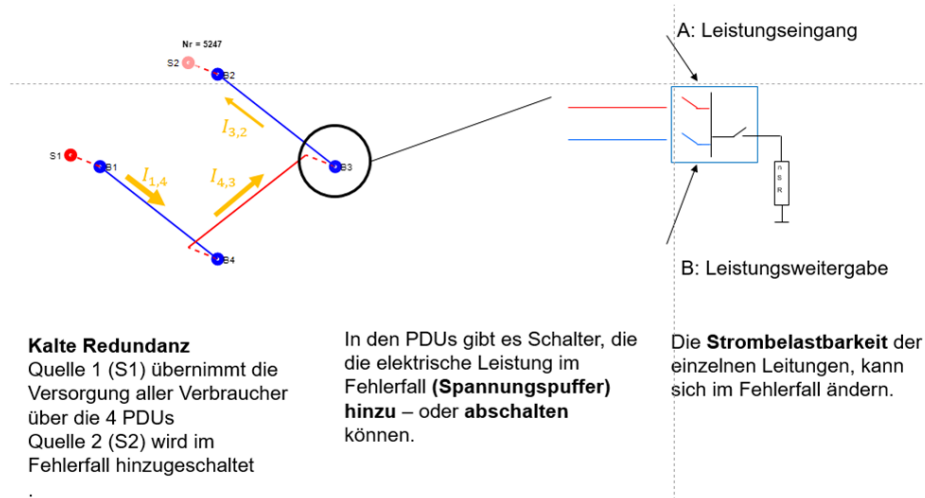 Nr = 5247
S2
B2
A: Leistungseingang
I3,2
S1
B1
B3
I1,4
I4,3
n
S
R
B4
B: Leistungsweitergabe
Kalte Redundanz
Quelle 1 (S1) übernimmt die
Versorgung aller Verbraucher
über die 4 PDUs
Quelle 2 (S2) wird im
Fehlerfall hinzugeschaltet
.
In den PDUs gibt es Schalter, die
die elektrische Leistung im
Fehlerfall (Spannungspuffer)
hinzu – oder abschalten
können.
Die Strombelastbarkeit der
einzelnen Leitungen, kann
sich im Fehlerfall ändern.